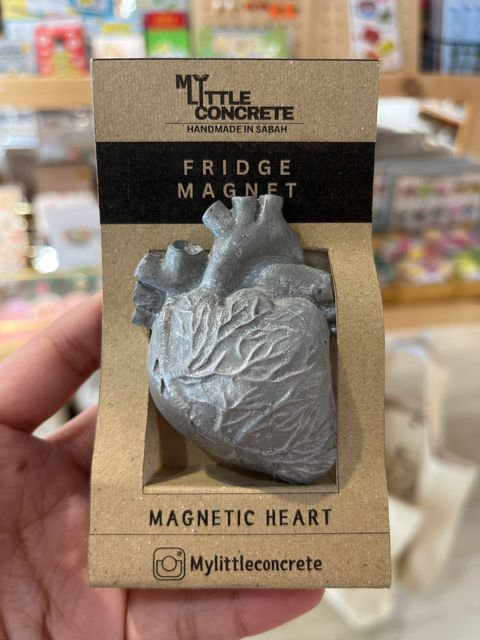 My Little
CONCRETE
HANDMADE IN SABAH
FRIDGE
MAGNET
MAGNETIC HEART
Mylittleconcrete